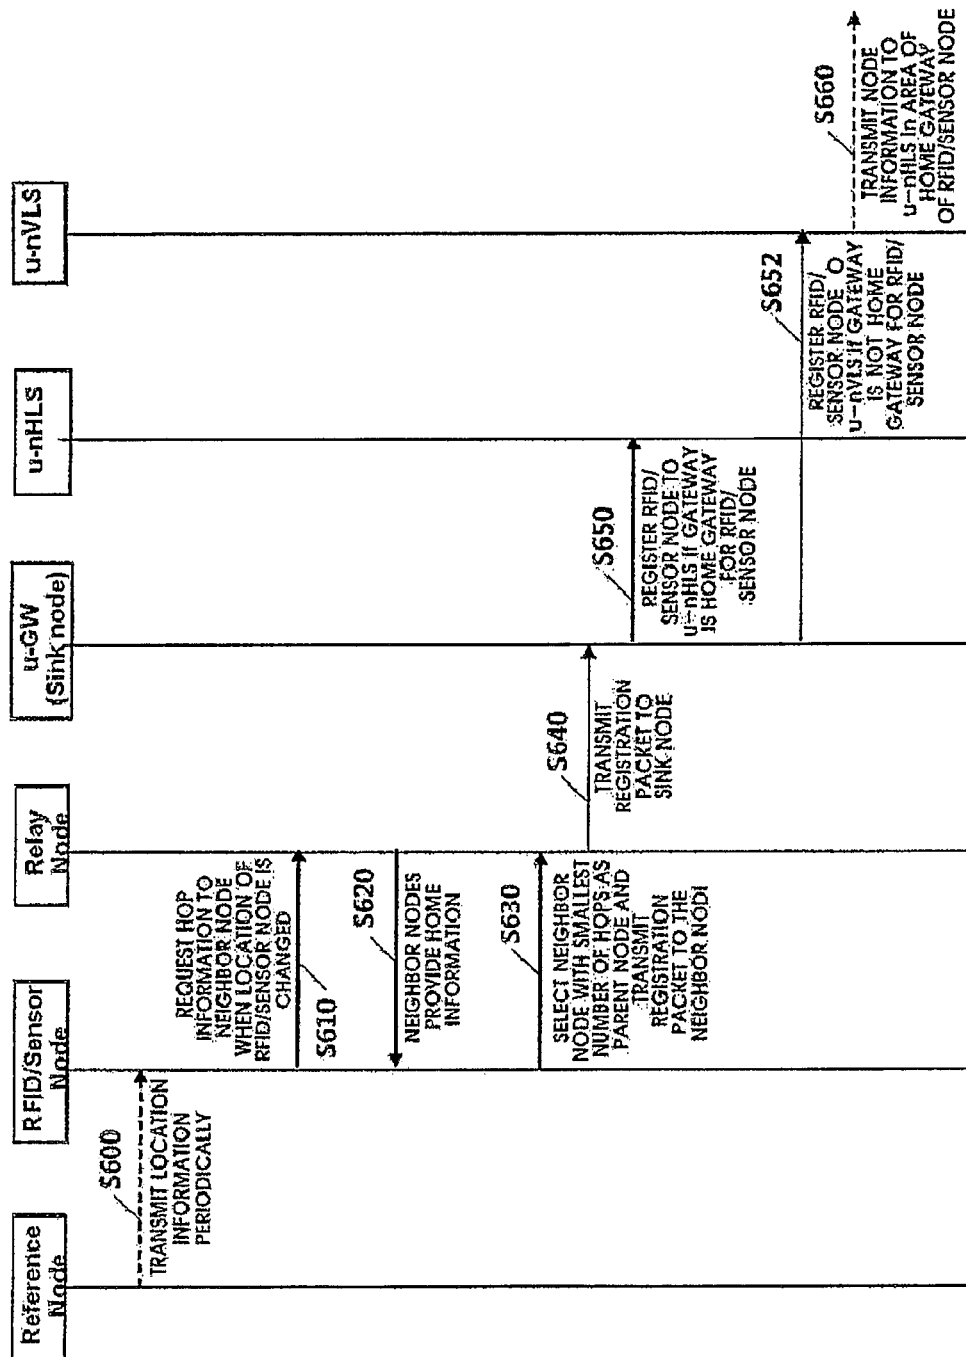 Reference
Node
RFID/Sensor
Node
Relay
Node
u-GW
(Sink node)
u-nHLS
u-nVLS
S600
TRANSMIT LOCATION
INFORMATION
PERIODICALLY
REQUEST HOP
INFORMATION TO
NEIGHBOR NODE
WHEN LOCATION OF
RFID/SENSOR NODE IS
CHANGED
S610
S620
NEIGHBOR NODES
PROVIDE HOME
INFORMATION
S630
SELECT NEIGHBOR
NODE WITH SMALLEST
NUMBER OF HOPS AS
PARENT NODE AND
TRANSMIT
REGISTRATION
PACKET TO THE
NEIGHBOR NODI
S640
TRANSMIT
REGISTRATION
PACKET TO
SINK NODE
S650
REGISTER RFID/
SENSOR NODE TO
u-nHLS if GATEWAY
IS HOME GATEWAY
FOR RFID/
SENSOR NODE
S652
REGISTER RFID/
SENSOR NODE O
u-nVLS if GATEWAY
IS NOT HOME
GATEWAY FOR RFID/
SENSOR NODE
S660
TRANSMIT NODE
INFORMATION TO
u-nHLS in AREA OF
HOME GATEWAY
OF RFID/SENSOR NODE